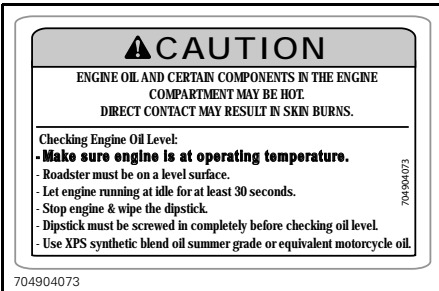 CAUTION
ENGINE OIL AND CERTAIN COMPONENTS IN THE ENGINE
COMPARTMENT MAY BE HOT.
DIRECT CONTACT MAY RESULT IN SKIN BURNS.
Checking Engine Oil Level:
- Make sure engine is at operating temperature.
- Roadster must be on a level surface.
- Let engine running at idle for at least 30 seconds.
- Stop engine & wipe the dipstick.
- Dipstick must be screwed in completely before checking oil level.
- Use XPS synthetic blend oil summer grade or equivalent motorcycle oil.
704904073
704904073